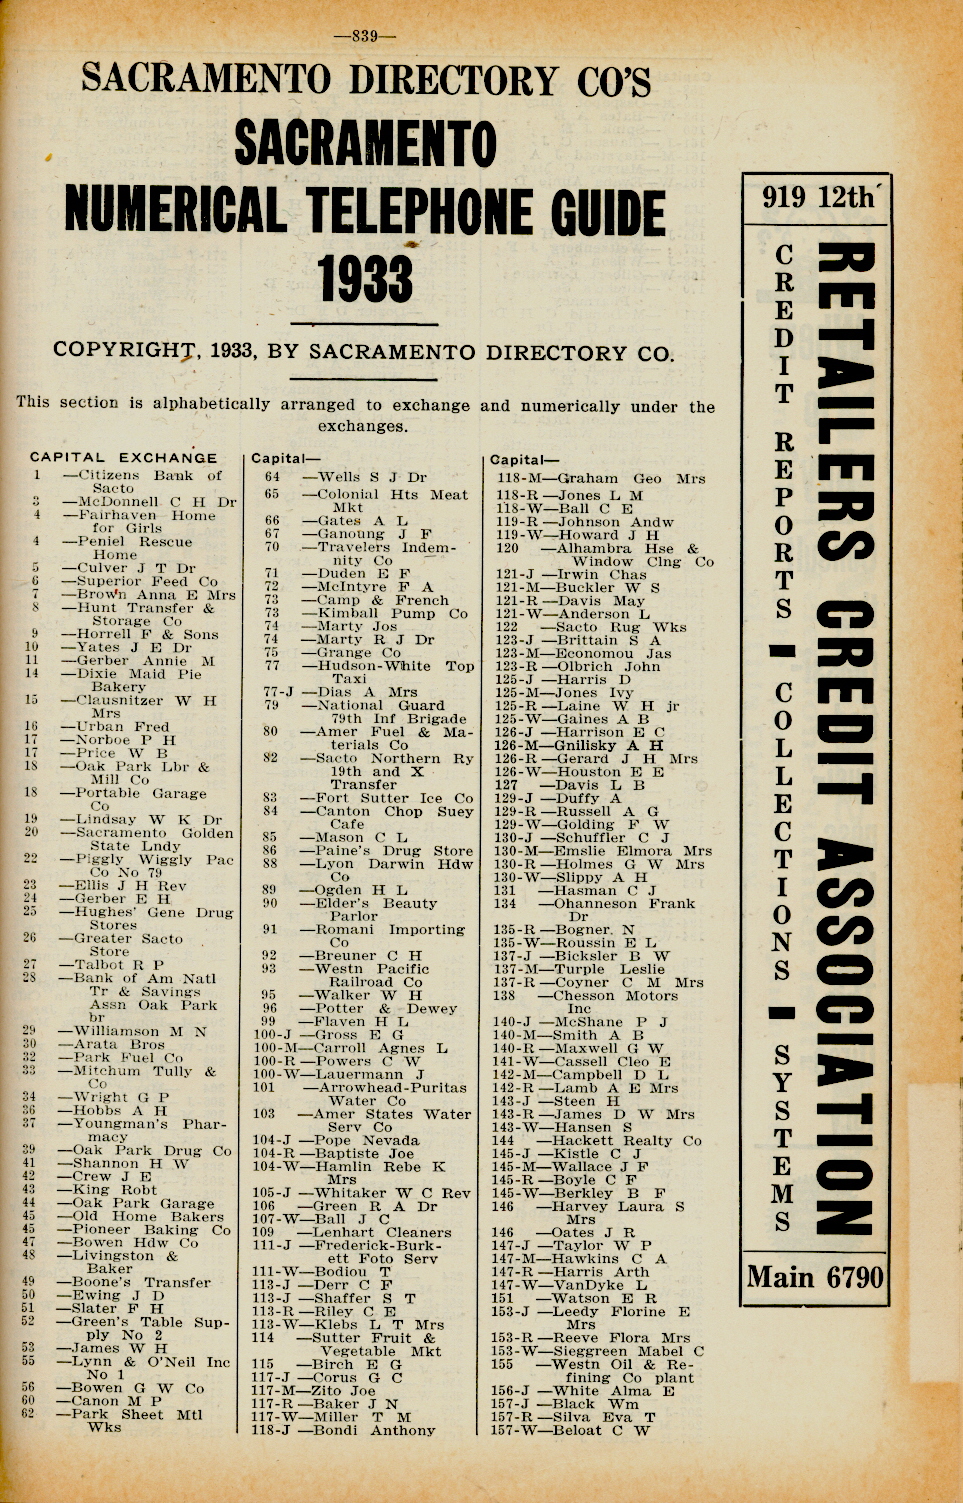 —839—
SACRAMENTO DIRECTORY CO'S
SACRAMENTO
NUMERICAL TELEPHONE GUIDE
1933
COPYRIGHT, 1933, BY SACRAMENTO DIRECTORY CO.
This section is alphabetically arranged to exchange and numerically under the
exchanges.
CAPITAL EXCHANGE
1 —Citizens Bank of
Sacto
3 —McDonnell C H Dr
4 —Fairhaven Home
for Girls
4 —Peniel Rescue
Home
5 —Culver J T Dr
6 —Superior Feed Co
7 —Brown Anna E Mrs
8 —Hunt Transfer &
Storage Co
9 —Horrell F & Sons
10 —Yates J E Dr
11 —Gerber Annie M
14 —Dixie Maid Pie
Bakery
15 —Clausnitzer W H
Mrs
16 —Urban Fred
17 —Norboe P H
17 —Price W B
18 —Oak Park Lbr &
Mill Co
18 —Portable Garage
Co
19 —Lindsay W K Dr
20 —Sacramento Golden
State Lndy
22 —Piggly Wiggly Pac
Co No 79
23 —Ellis J H Rev
24 —Gerber E H
25 —Hughes' Gene Drug
Stores
26 —Greater Sacto
Store
27 —Talbot R P
28 —Bank of Am Natl
Tr & Savings
Assn Oak Park
br
29 —Williamson M N
30 —Arata Bros
32 —Park Fuel Co
33 —Mitchum Tully &
Co
34 —Wright G P
36 —Hobbs A H
37 —Youngman's Phar-
macy
39 —Oak Park Drug Co
41 —Shannon H W
42 —Crew J E
43 —King Robt
44 —Oak Park Garage
45 —Old Home Bakers
45 —Pioneer Baking Co
47 —Bowen Hdw Co
48 —Livingston &
Baker
49 —Boone's Transfer
50 —Ewing J D
51 —Slater F H
52 —Green's Table Sup-
ply No 2
53 —James W H
55 —Lynn & O'Neil Inc
No 1
56 —Bowen G W Co
60 —Canon M P
62 —Park Sheet Mtl
Wks
Capital—
64 —Wells S J Dr
65 —Colonial Hts Meat
Mkt
66 —Gates A L
67 —Ganoung J F
70 —Travelers Indem-
nity Co
71 —Duden E F
72 —McIntyre F A
73 —Camp & French
73 —Kimball Pump Co
74 —Marty Jos
74 —Marty R J Dr
75 —Grange Co
77 —Hudson-White Top
Taxi
77-J —Dias A Mrs
79 —National Guard
79th Inf Brigade
80 —Amer Fuel & Ma-
terials Co
82 —Sacto Northern Ry
19th and X
Transfer
83 —Fort Sutter Ice Co
84 —Canton Chop Suey
Cafe
85 —Mason C L
86 —Paine's Drug Store
88 —Lyon Darwin Hdw
Co
89 —Ogden H L
90 —Elder's Beauty
Parlor
91 —Romani Importing
Co
92 —Breuner C H
93 —Westn Pacific
Railroad Co
95 —Walker W H
96 —Potter & Dewey
99 —Flaven H L
100-J —Gross E G
100-M—Carroll Agnes L
100-R —Powers C W
100-W—Lauermann J
101 —Arrowhead-Puritas
Water Co
103 —Amer States Water
Serv Co
104-J —Pope Nevada
104-R —Baptiste Joe
104-W—Hamlin Rebe K
Mrs
105-J —Whitaker W C Rev
106 —Green R A Dr
107-W—Ball J C
109 —Lenhart Cleaners
111-J —Frederick-Burk-
ett Foto Serv
111-W—Bodiou T
113-J —Derr C F
113-J —Shaffer S T
113-R —Riley C E
113-W—Klebs L T Mrs
114 —Sutter Fruit &
Vegetable Mkt
115 —Birch E G
117-J —Corus G C
117-M—Zito Joe
117-R —Baker J N
117-W—Miller T M
118-J —Bondi Anthony
Capital—
118-M—Graham Geo Mrs
118-R —Jones L M
118-W—Ball C E
119-R —Johnson Andw
119-W—Howard J H
120 —Alhambra Hse &
Window Clng Co
121-J —Irwin Chas
121-M—Buckler W S
121-R —Davis May
121-W—Anderson L
122 —Sacto Rug Wks
123-J —Brittain S A
123-M—Economou Jas
123-R —Olbrich John
125-J —Harris D
125-M—Jones Ivy
125-R —Laine W H jr
125-W—Gaines A B
126-J —Harrison E C
126-M—Gnilisky A H
126-R —Gerard J H Mrs
126-W—Houston E E
127 —Davis L B
129-J —Duffy A
129-R —Russell A G
129-W—Golding F W
130-J —Schuffler C J
130-M—Emslie Elmora Mrs
130-R —Holmes G W Mrs
130-W—Slippy A H
131 —Hasman C J
134 —Ohanneson Frank
Dr
135-R —Bogner. N
135-W—Roussin E L
137-J —Bicksler B W
137-M—Turple Leslie
137-R —Coyner C M Mrs
138 —Chesson Motors
Inc
140-J —McShane P J
140-M—Smith A B
140-R —Maxwell G W
141-W—Cassell Cleo E
142-M—Campbell D L
142-R —Lamb A E Mrs
143-J —Steen H
143-R —James D W Mrs
143-W—Hansen S
144 —Hackett Realty Co
145-J —Kistle C J
145-M—Wallace J F
145-R —Boyle C F
145-W—Berkley B F
146 —Harvey Laura S
Mrs
146 —Oates J R
147-J —Taylor W P
147-M—Hawkins C A
147-R —Harris Arth
147-W—VanDyke L
151 —Watson E R
153-J —Leedy Florine E
Mrs
153-R —Reeve Flora Mrs
153-W—Sieggreen Mabel C
155 —Westn Oil & Re-
fining Co plant
156-J —White Alma E
157-J —Black Wm
157-R —Silva Eva T
157-W—Beloat C W
919 12th
CREDIT REPORTS - COLLECTIONS - SYSTEMS
RETAILERS CREDIT ASSOCIATION
Main 6790